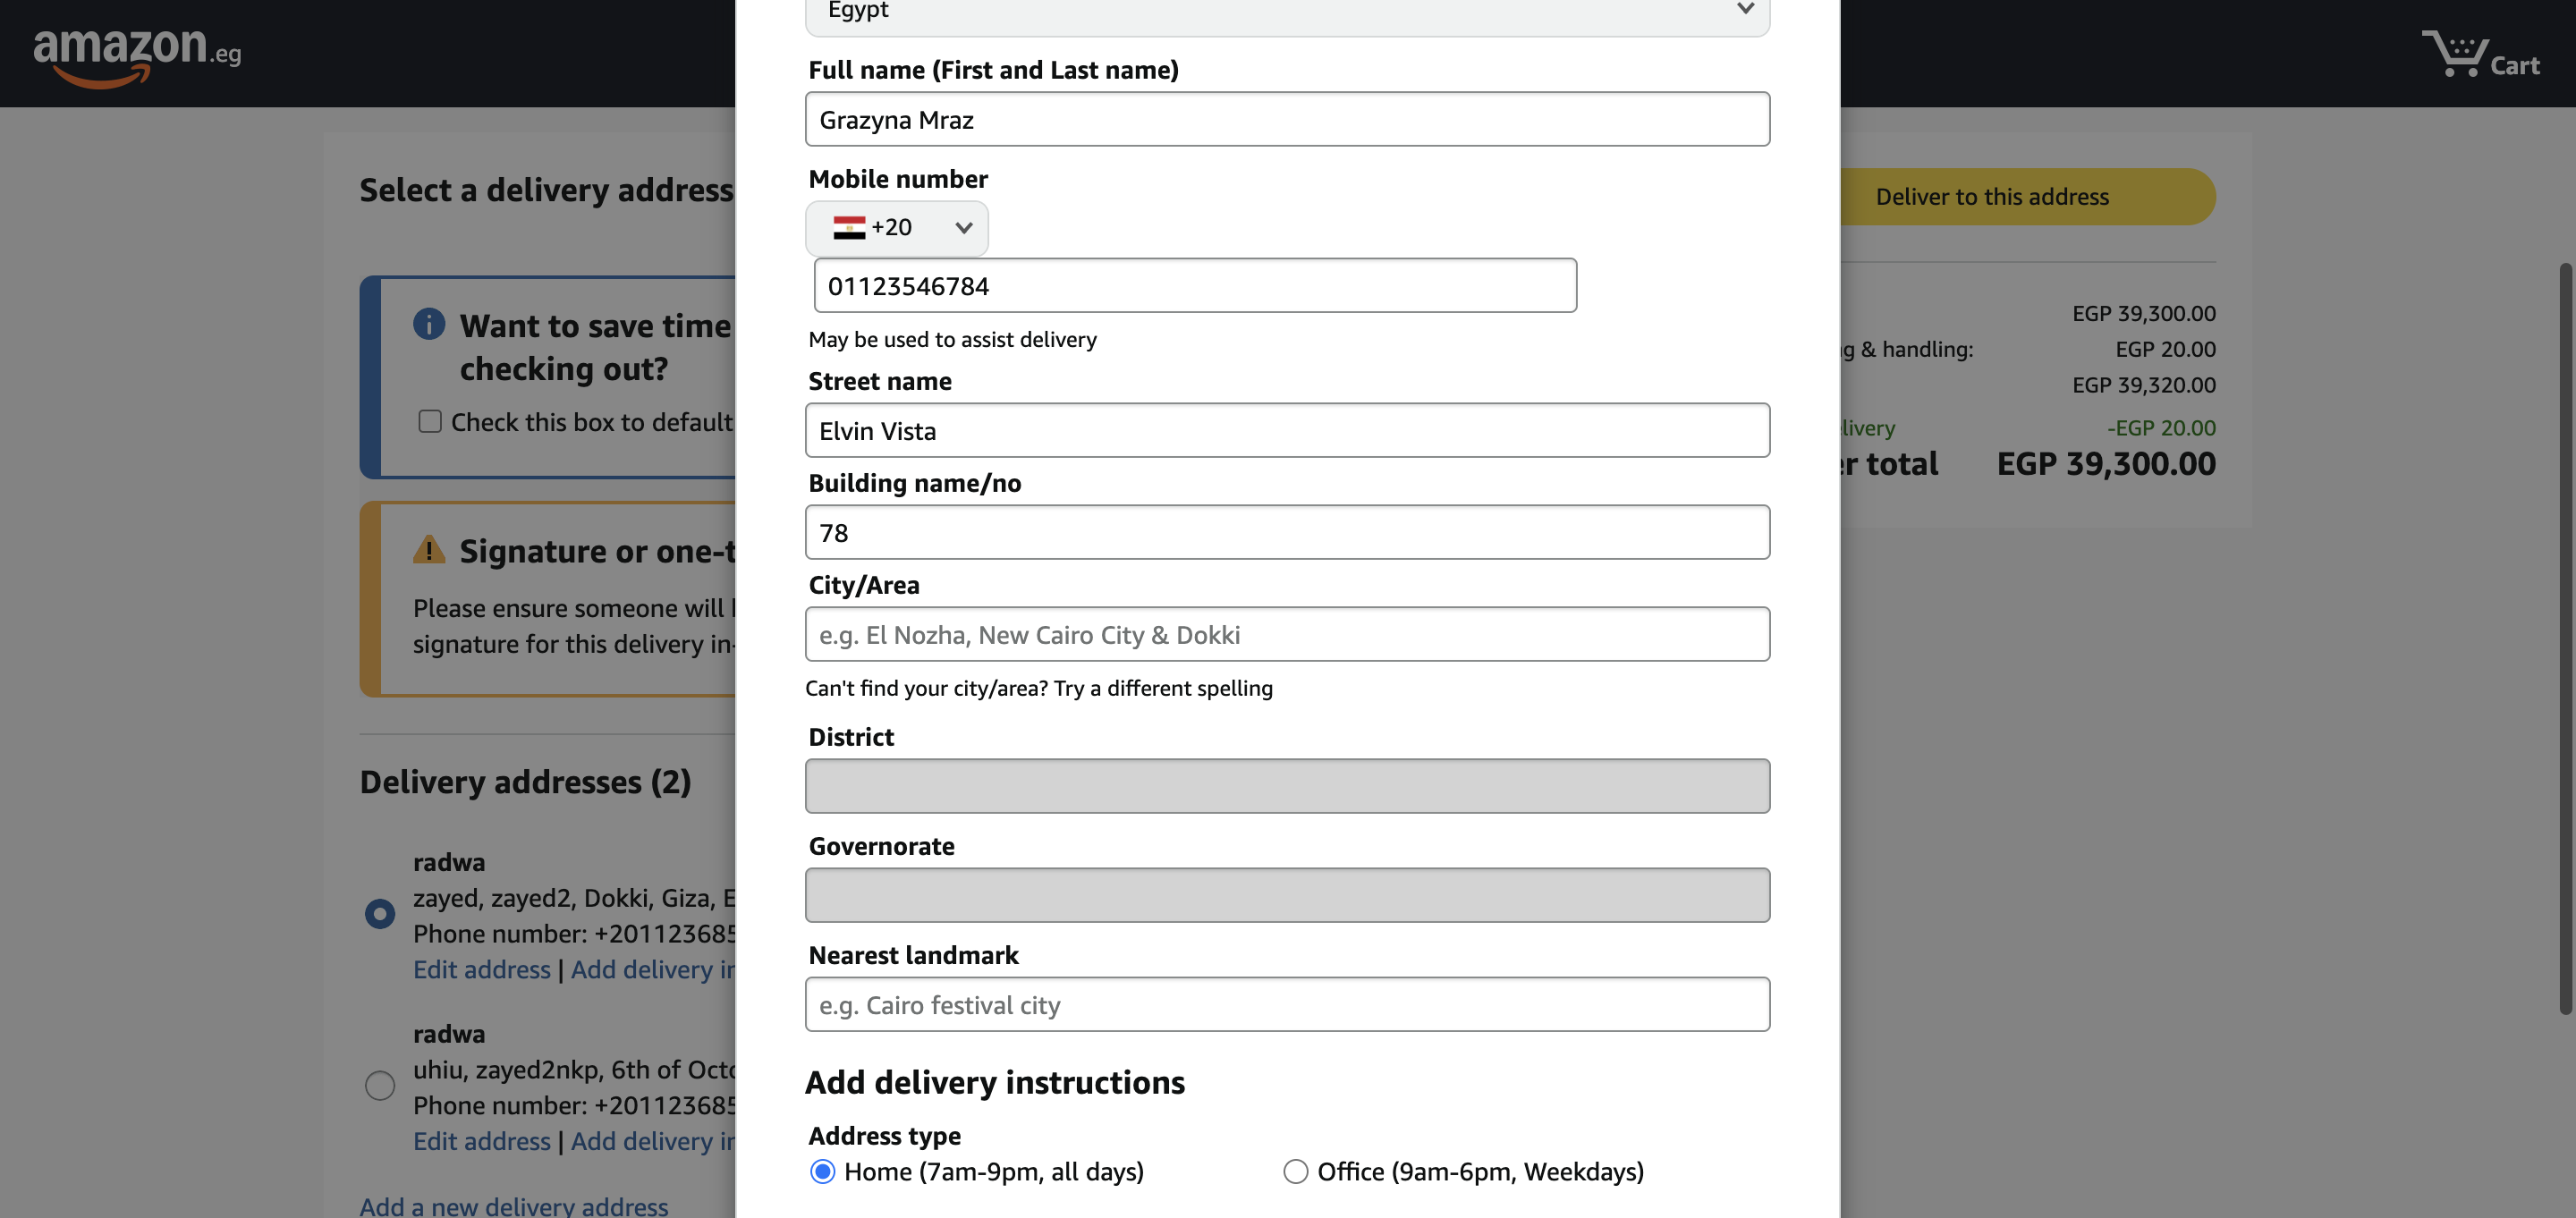 amazon.eg
Cart
Select a delivery address
Want to save time
checking out?
Check this box to default
Signature or one-t
Please ensure someone will
signature for this delivery in-
Delivery addresses (2)
radwa
zayed, zayed2, Dokki, Giza, E
Phone number: +201123685
Edit address | Add delivery in
radwa
uhiu, zayed2nkp, 6th of Octo
Phone number: +201123685
Edit address | Add delivery in
Add a new delivery address
Egypt
Full name (First and Last name)
Grazyna Mraz
Mobile number
+20
01123546784
May be used to assist delivery
Street name
Elvin Vista
Building name/no
78
City/Area
e.g. El Nozha, New Cairo City & Dokki
Can't find your city/area? Try a different spelling
District
Governorate
Nearest landmark
e.g. Cairo festival city
Add delivery instructions
Address type
Home (7am-9pm, all days)
Office (9am-6pm, Weekdays)
Deliver to this address
EGP 39,300.00
g & handling: EGP 20.00
EGP 39,320.00
livery -EGP 20.00
er total EGP 39,300.00